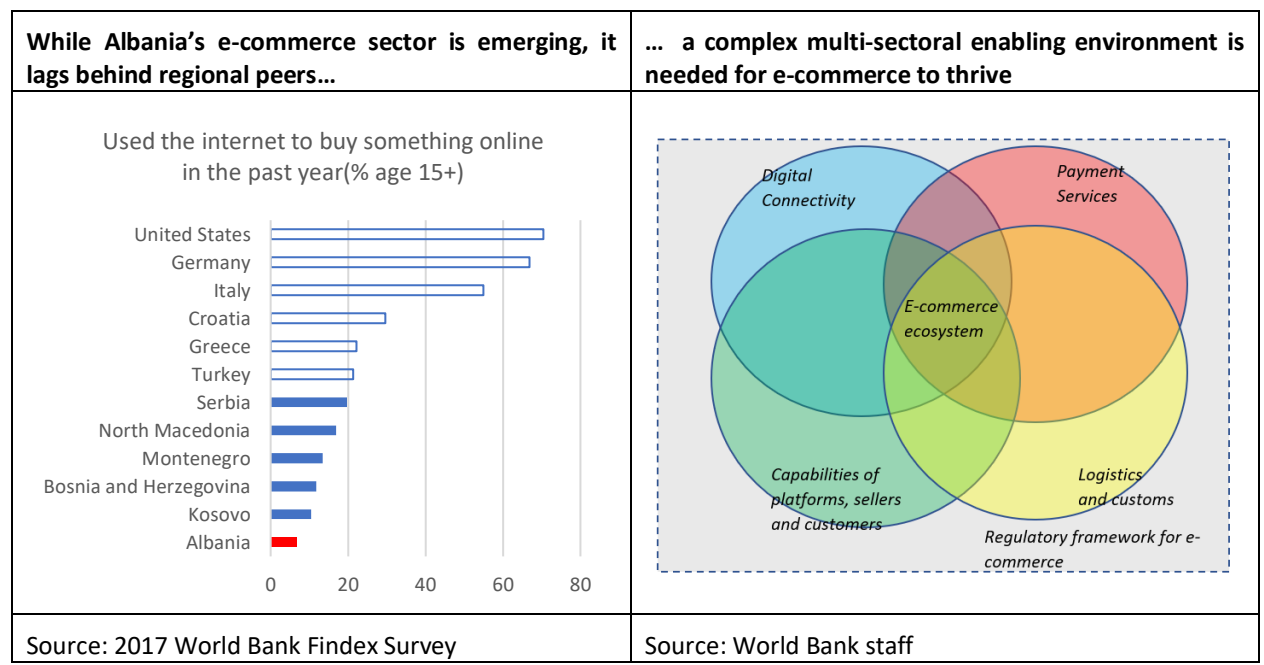 While Albania's e-commerce sector is emerging, it
lags behind regional peers…
… a complex multi-sectoral enabling environment is
needed for e-commerce to thrive
Used the internet to buy something online
in the past year(% age 15+)
United States
Germany
Italy
Croatia
Greece
Turkey
Serbia
North Macedonia
Montenegro
Bosnia and Herzegovina
Kosovo
Albania
0 20 40 60 80
Digital
Connectivity
Payment
Services
E-commerce
ecosystem
Capabilities of
platforms, sellers
and customers
Logistics
and customs
Regulatory framework for e-
commerce
Source: 2017 World Bank Findex Survey
Source: World Bank staff